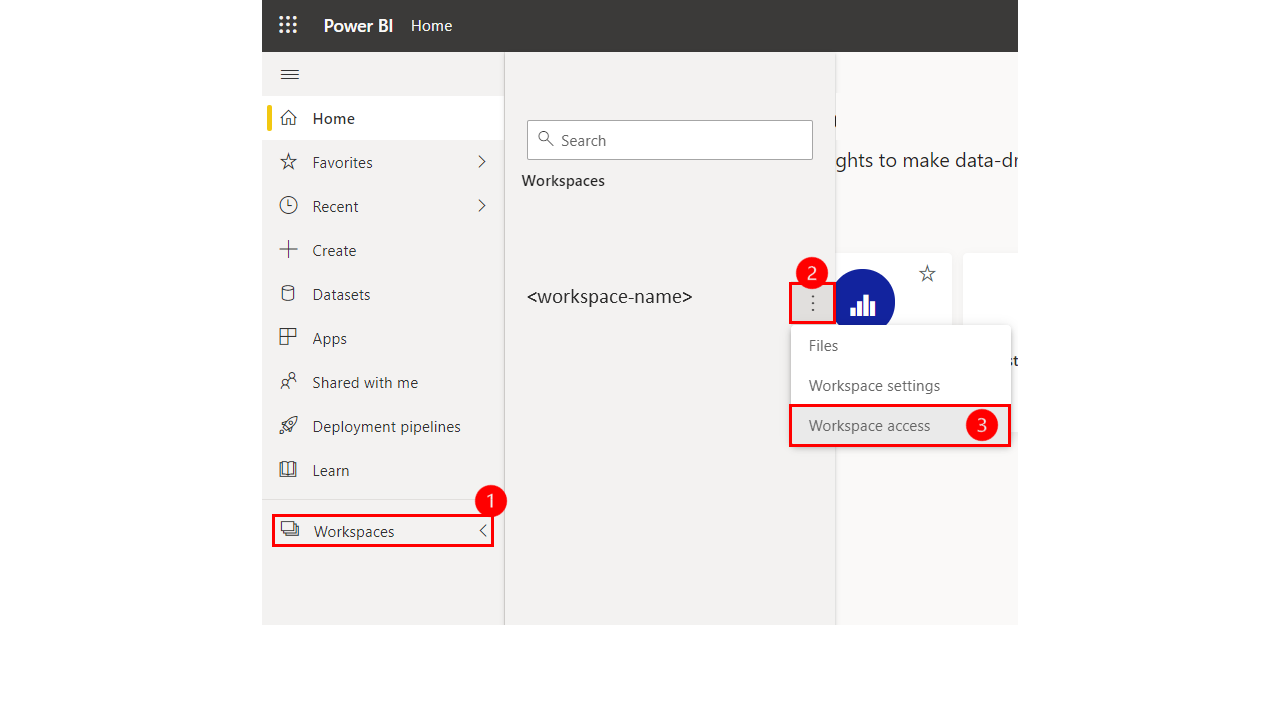 Power BI Home
Home
Favorites
Recent
Create
Datasets
Apps
Shared with me
Deployment pipelines
Learn
1
Workspaces
Search
Workspaces
ghts to make data-dr
2
<workspace-name>
Files
Workspace settings
Workspace access 3
st